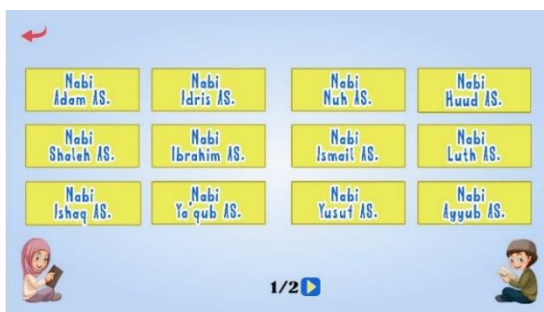 Nabi
Adam AS.
Nabi
Idris AS.
Nabi
Nuh AS.
Nabi
Huud AS.
Nabi
Shaleh AS.
Nabi
Ibrahim AS.
Nabi
Ismail AS.
Nabi
Luth AS.
Nabi
Ishaq AS.
Nabi
Ya'qub AS.
Nabi
Yusuf AS.
Nabi
Ayyub AS.
1/2